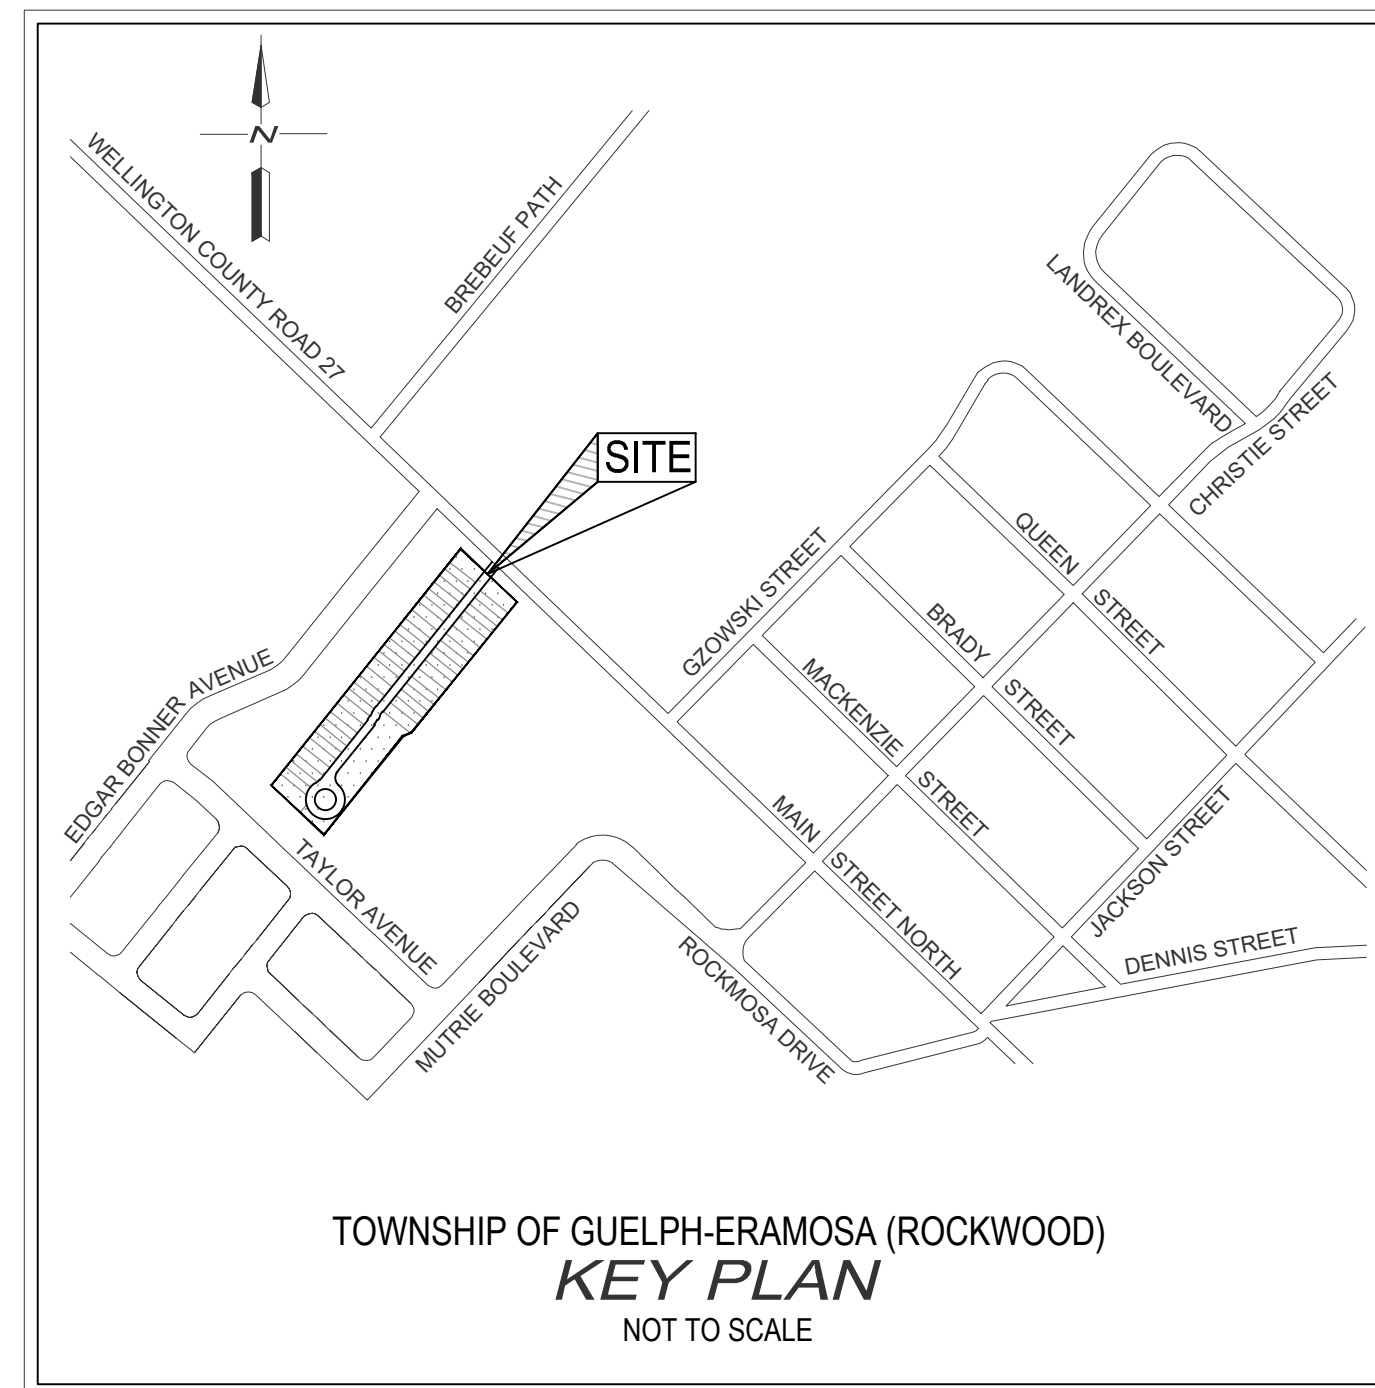 N
WELLINGTON COUNTY ROAD 27
BREBEUF PATH
LANDREX BOULEVARD
CHRISTIE STREET
SITE
QUEEN STREET
GZOWSKI STREET
BRADY STREET
MACKENZIE STREET
EDGAR BONNER AVENUE
MAIN STREET NORTH
JACKSON STREET
TAYLOR AVENUE
MUTRIE BOULEVARD
ROCKMOSA DRIVE
DENNIS STREET
TOWNSHIP OF GUELPH-ERAMOSA (ROCKWOOD)
KEY PLAN
NOT TO SCALE